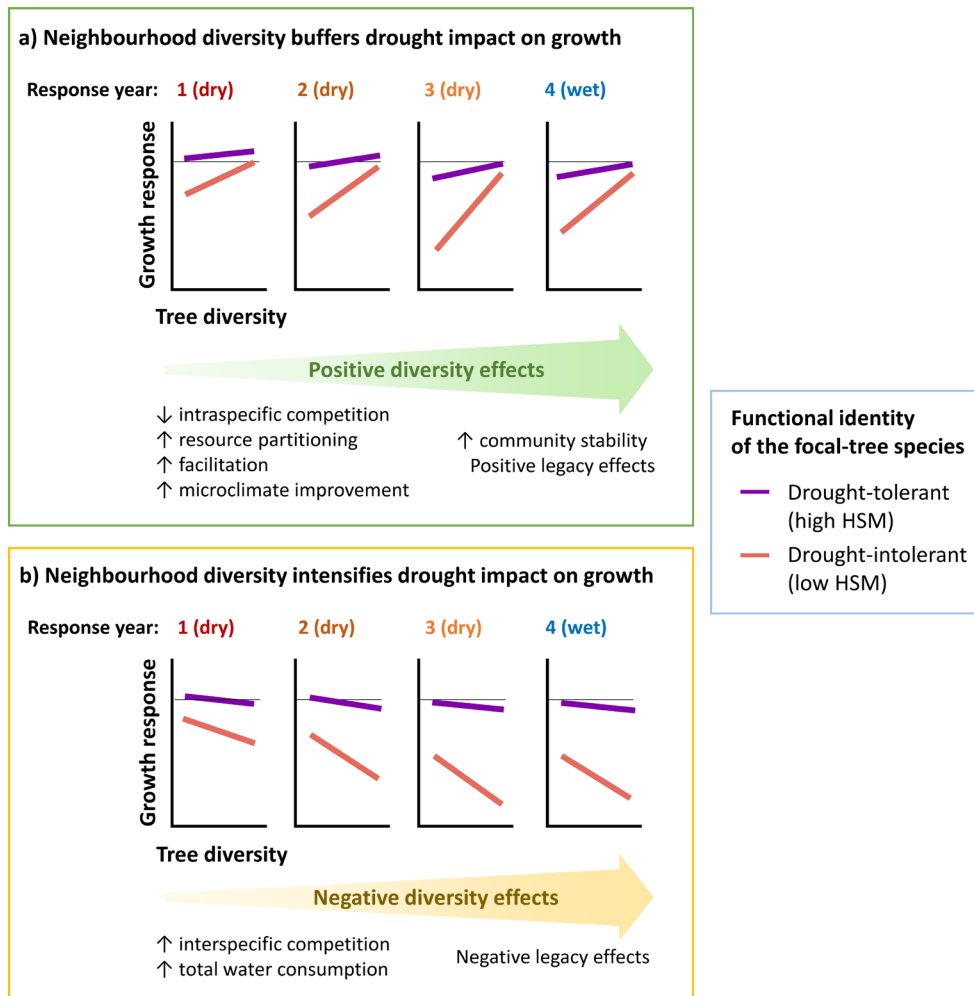 a) Neighbourhood diversity buffers drought impact on growth
Response year: 1 (dry) 2 (dry) 3 (dry) 4 (wet)
Growth response
Tree diversity
Positive diversity effects
↓ intraspecific competition
↑ resource partitioning
↑ facilitation
↑ microclimate improvement
↑ community stability
Positive legacy effects
Functional identity
of the focal-tree species
Drought-tolerant
(high HSM)
Drought-intolerant
(low HSM)
b) Neighbourhood diversity intensifies drought impact on growth
Response year: 1 (dry) 2 (dry) 3 (dry) 4 (wet)
Growth response
Tree diversity
Negative diversity effects
↑ interspecific competition
↑ total water consumption
Negative legacy effects